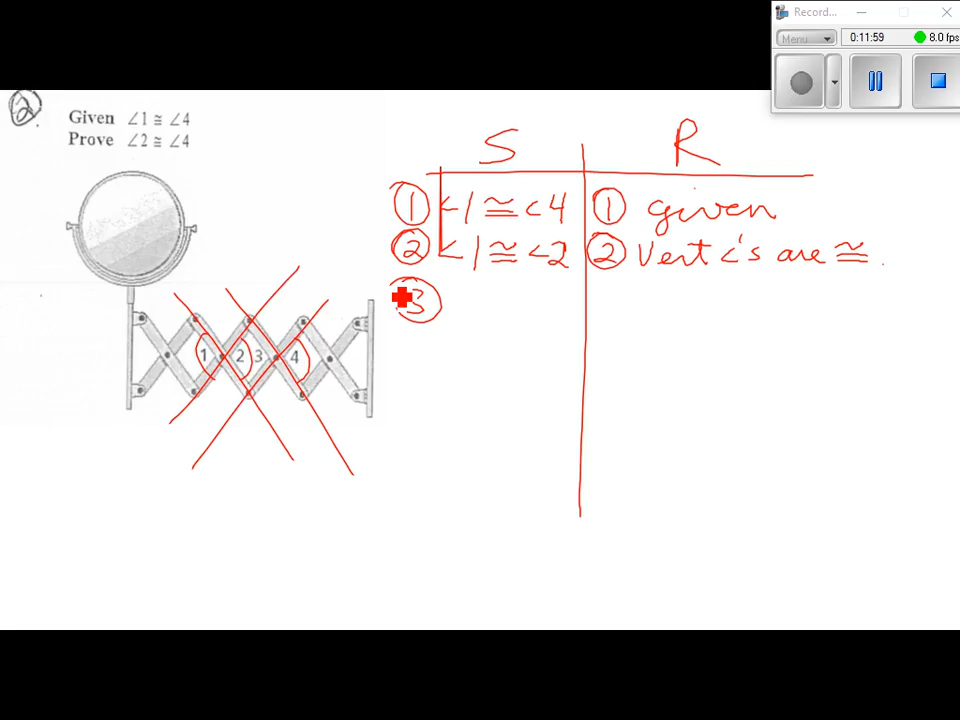 Record...
Menu
0:11:59
8.0 fps
2.
Given ∠1 ≅ ∠4
Prove ∠2 ≅ ∠4
S R
① ∠1 ≅ ∠4 ① given
② ∠1 ≅ ∠2 ② Vert ∠'s are ≅
③
1 2 3 4